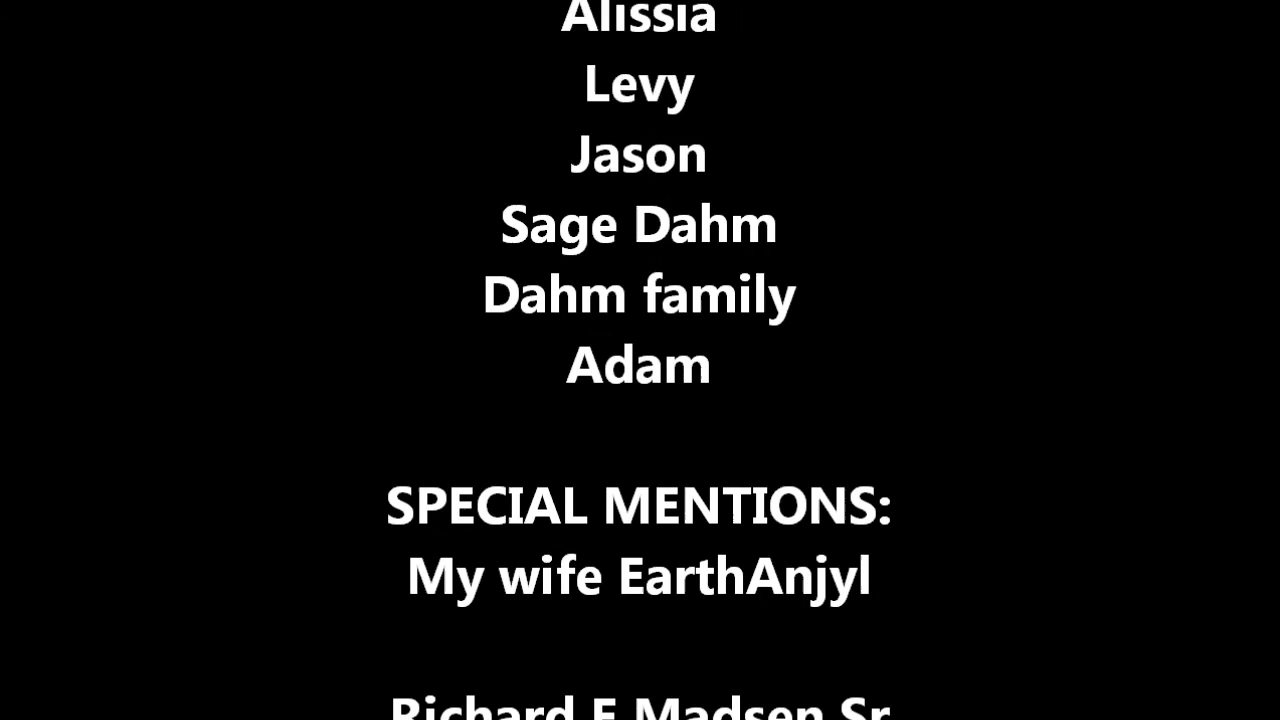 Alissia
Levy
Jason
Sage Dahm
Dahm family
Adam
SPECIAL MENTIONS:
My wife EarthAnjyl
Richard Madsen Sr